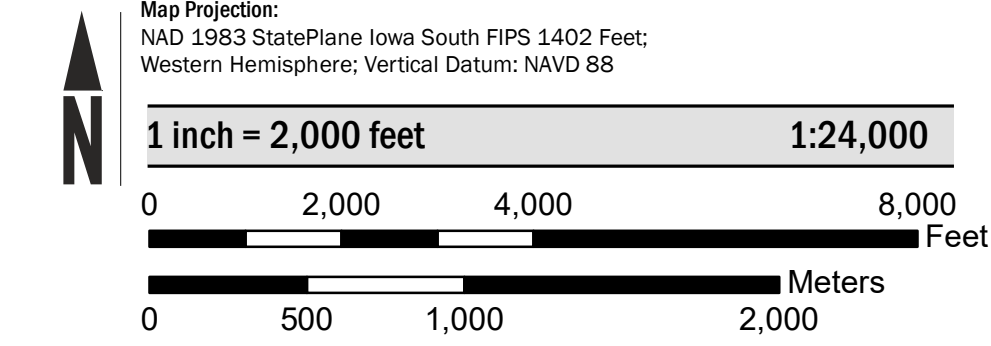 Map Projection:
NAD 1983 StatePlane Iowa South FIPS 1402 Feet;
Western Hemisphere; Vertical Datum: NAVD 88
N
1 inch = 2,000 feet 1:24,000
0 2,000 4,000 8,000
Feet
Meters
0 500 1,000 2,000